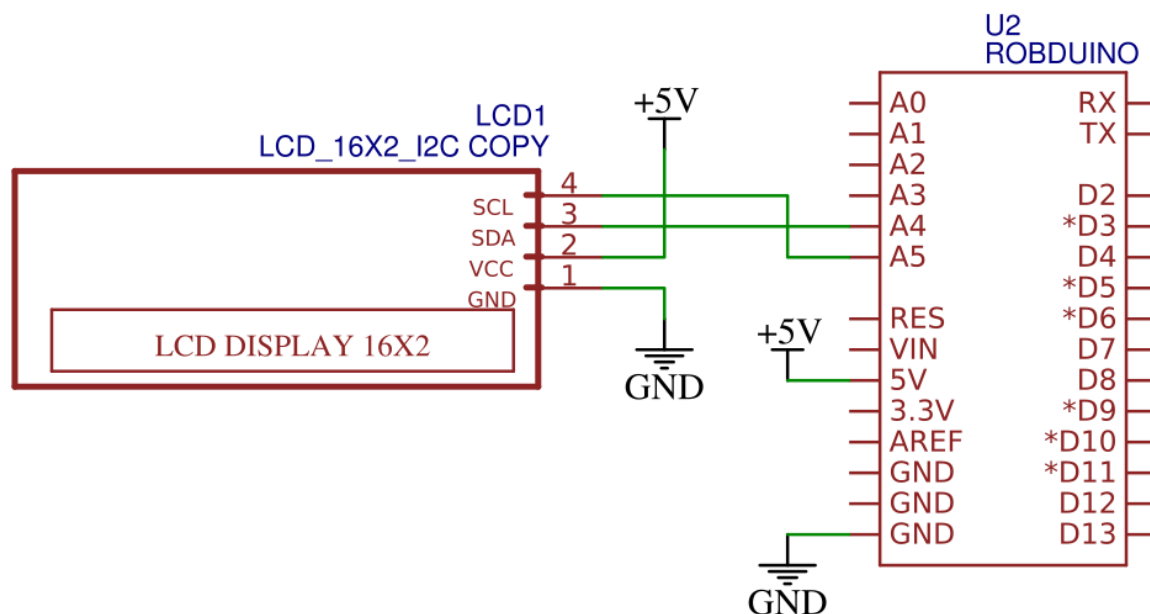 LCD1
LCD_16X2_I2C COPY
4
SCL
3
SDA
2
VCC
1
GND
LCD DISPLAY 16X2
+5V
GND
U2
ROBDUINO
A0 RX
A1 TX
A2
A3 D2
A4 *D3
A5 D4
*D5
RES *D6
VIN D7
5V D8
3.3V *D9
AREF *D10
GND *D11
GND D12
GND D13
+5V
GND